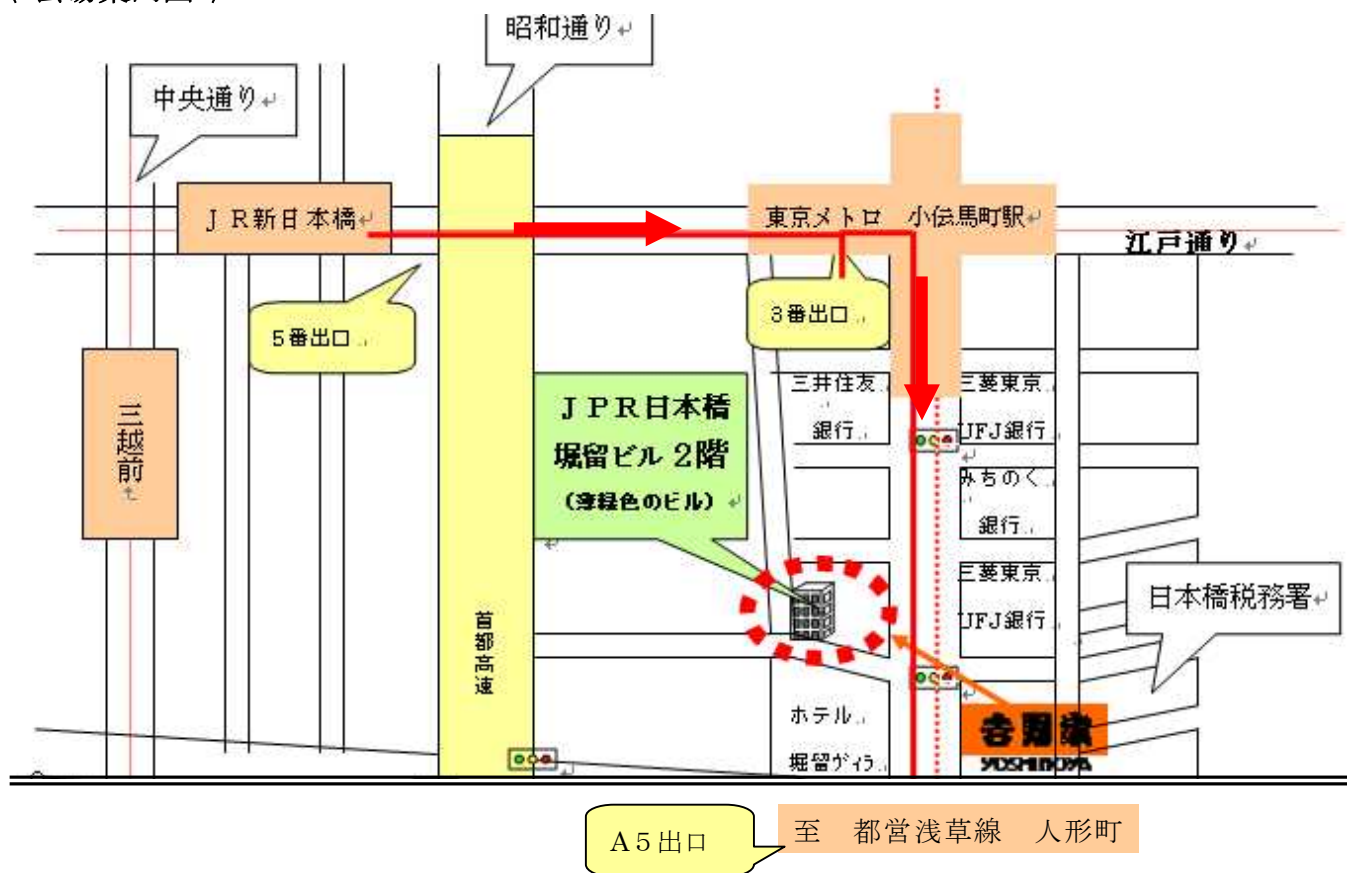 昭和通り
中央通り
JR新日本橋
東京メトロ 小伝馬町駅
江戸通り
5番出口
3番出口
三越前
JPR日本橋
堀留ビル2階
(薄緑色のビル)
三井住友
銀行
三菱東京
UFJ銀行
みちのく
銀行
三菱東京
UFJ銀行
日本橋税務署
首都高速
ホテル
堀留ヴィラ
吉野家
YOSHINOYA
A5出口
至 都営浅草線 人形町